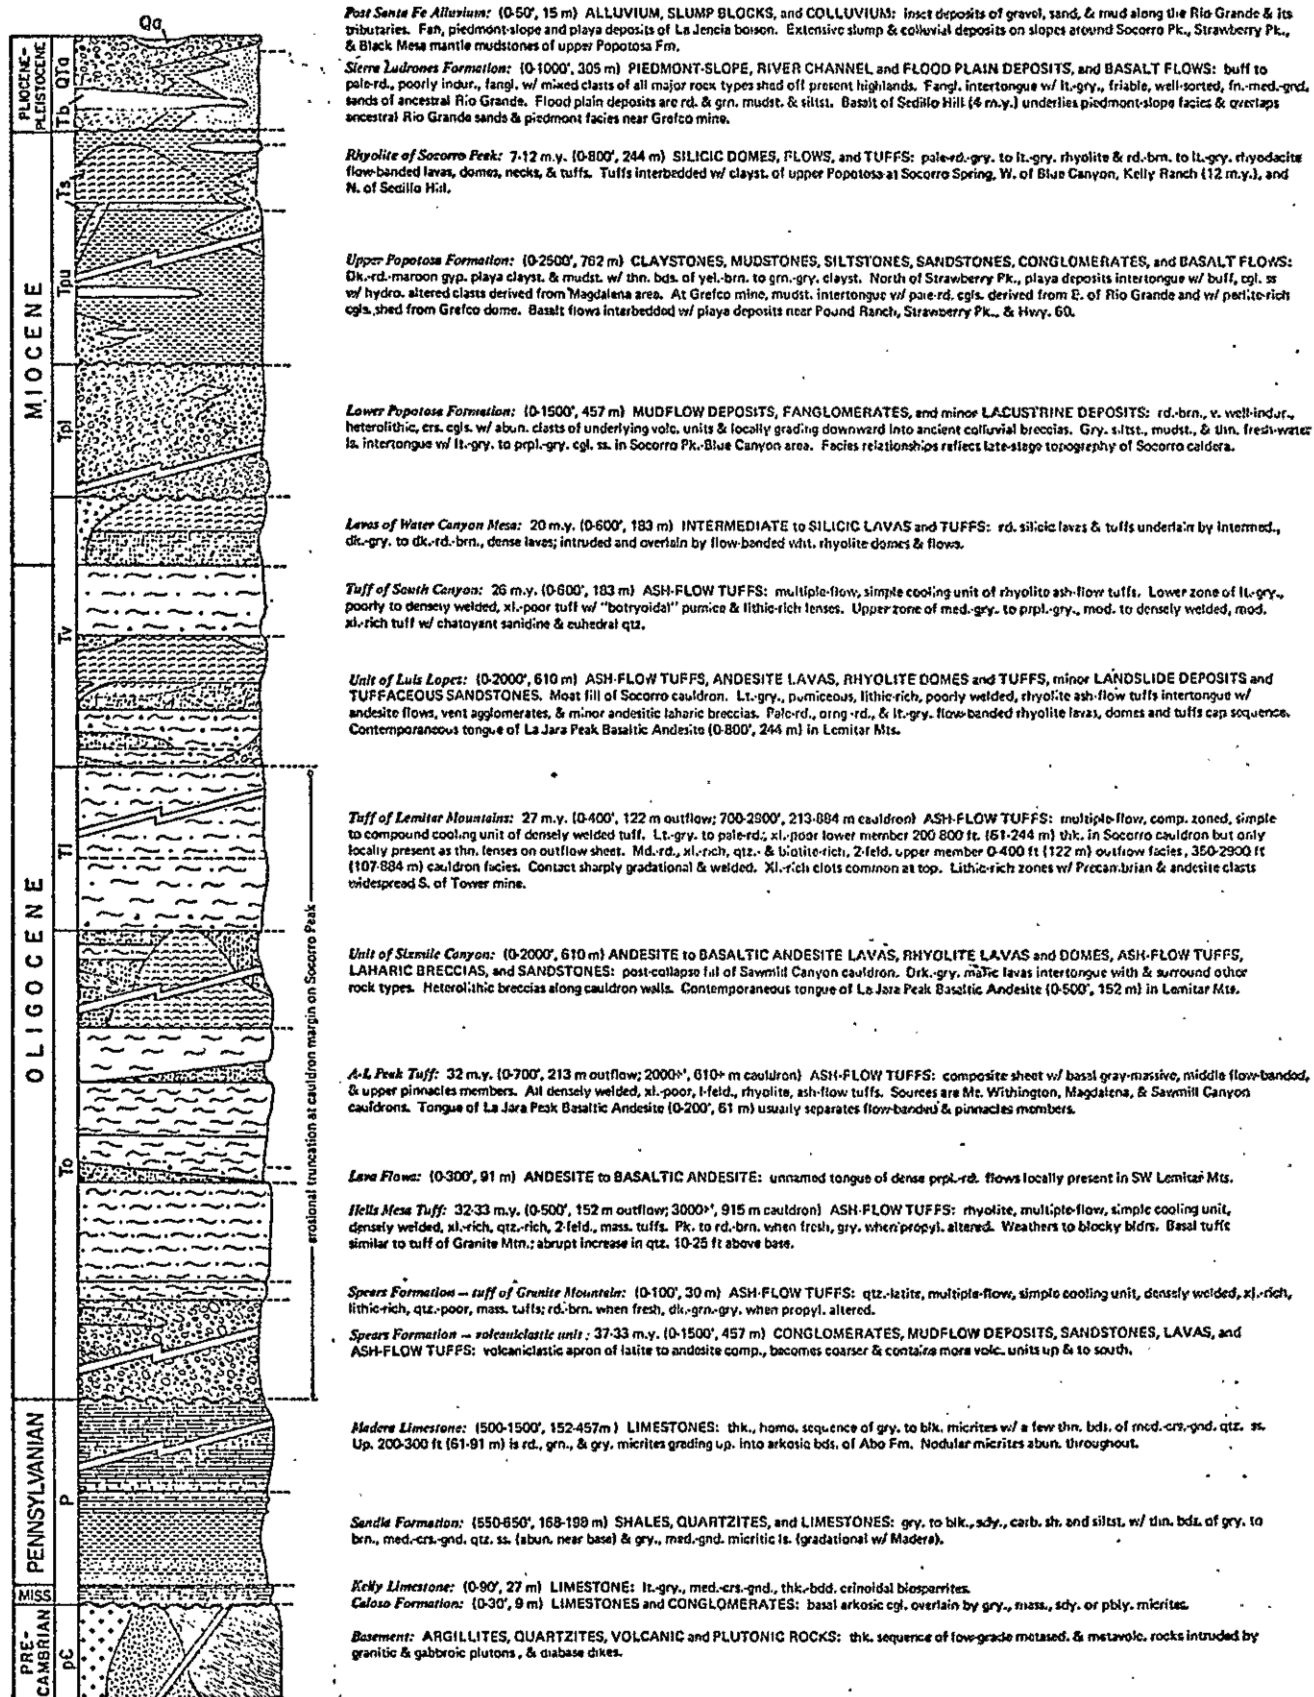 Post Santa Fe Alluvium: (0-50', 15 m) ALLUVIUM, SLUMP BLOCKS, and COLLUVIUM: inset deposits of gravel, sand, & mud along the Rio Grande & its
tributaries. Fan, piedmont-slope and playa deposits of La Jencia bolson. Extensive slump & colluvial deposits on slopes around Socorro Pk., Strawberry Pk.,
& Black Mesa mantle mudstones of upper Popotosa Fm.
Sierra Ladrones Formation: (0-1000', 305 m) PIEDMONT-SLOPE, RIVER CHANNEL and FLOOD PLAIN DEPOSITS, and BASALT FLOWS: buff to
pale-rd., poorly indur., fangl. w/ mixed clasts of all major rock types shed off present highlands. Fangl. intertongue w/ lt.-gry., friable, well-sorted, fn.-med.-gnd.
sands of ancestral Rio Grande. Flood plain deposits are rd. & grn. mudst. & siltst. Basalt of Sedillo Hill (4 m.y.) underlies piedmont-slope facies & overlaps
ancestral Rio Grande sands & piedmont facies near Grefco mine.
Rhyolite of Socorro Peak: 7-12 m.y. (0-800', 244 m) SILICIC DOMES, FLOWS, and TUFFS: pale-rd.-gry. to lt.-gry. rhyolite & rd.-brn. to lt.-gry. rhyodacite
flow-banded lavas, domes, necks, & tuffs. Tuffs interbedded w/ clayst. of upper Popotosa at Socorro Spring, W. of Blue Canyon, Kelly Ranch (12 m.y.), and
N. of Sedillo Hill.
Upper Popotosa Formation: (0-2500', 762 m) CLAYSTONES, MUDSTONES, SILTSTONES, SANDSTONES, CONGLOMERATES, and BASALT FLOWS:
Dk.-rd.-maroon gyp. playa clayst. & mudst. w/ thn. bds. of yel.-brn. to grn.-gry. clayst. North of Strawberry Pk., playa deposits intertongue w/ buff, cgl. ss
w/ hydro. altered clasts derived from Magdalena area. At Grefco mine, mudst. intertongue w/ pale-rd. cgls. derived from E. of Rio Grande and w/ perlite-rich
cgls. shed from Grefco dome. Basalt flows interbedded w/ playa deposits near Pound Ranch, Strawberry Pk., & Hwy. 60.
Lower Popotosa Formation: (0-1500', 457 m) MUDFLOW DEPOSITS, FANGLOMERATES, and minor LACUSTRINE DEPOSITS: rd.-brn., v. well-indur.,
heterolithic, crs. cgls. w/ abun. clasts of underlying volc. units & locally grading downward into ancient colluvial breccias. Gry. siltst., mudst., & thn. fresh-water
ls. intertongue w/ lt.-gry. to prpl.-gry. cgl. ss. in Socorro Pk.-Blue Canyon area. Facies relationships reflect late-stage topography of Socorro caldera.
Lavas of Water Canyon Mesa: 20 m.y. (0-600', 183 m) INTERMEDIATE to SILICIC LAVAS and TUFFS: rd. silicic lavas & tuffs underlain by intermed.,
dk.-gry. to dk.-rd.-brn., dense lavas; intruded and overlain by flow-banded wht. rhyolite domes & flows.
Tuff of South Canyon: 26 m.y. (0-600', 183 m) ASH-FLOW TUFFS: multiple-flow, simple cooling unit of rhyolite ash-flow tuffs. Lower zone of lt.-gry.,
poorly to densely welded, xl.-poor tuff w/ "botryoidal" pumice & lithic-rich lenses. Upper zone of med.-gry. to prpl.-gry., mod. to densely welded, mod.
xl.-rich tuff w/ chatoyant sanidine & euhedral qtz.
Unit of Luis Lopez: (0-2000', 610 m) ASH-FLOW TUFFS, ANDESITE LAVAS, RHYOLITE DOMES and TUFFS, minor LANDSLIDE DEPOSITS and
TUFFACEOUS SANDSTONES. Moat fill of Socorro cauldron. Lt.-gry., pumiceous, lithic-rich, poorly welded, rhyolite ash-flow tuffs intertongue w/
andesite flows, vent agglomerates, & minor andesitic laharic breccias. Pale-rd., orng.-rd., & lt.-gry. flow-banded rhyolite lavas, domes and tuffs cap sequence.
Contemporaneous tongue of La Jara Peak Basaltic Andesite (0-800', 244 m) in Lemitar Mts.
Tuff of Lemitar Mountains: 27 m.y. (0-400', 122 m outflow; 700-2900', 213-884 m cauldron) ASH-FLOW TUFFS: multiple-flow, comp. zoned, simple
to compound cooling unit of densely welded tuff. Lt.-gry. to pale-rd.; xl.-poor lower member 200-800 ft. (61-244 m) thk. in Socorro cauldron but only
locally present as thn. lenses on outflow sheet. Md.-rd., xl.-rich, qtz.- & biotite-rich, 2-feld. upper member 0-400 ft (122 m) outflow facies, 350-2900 ft
(107-884 m) cauldron facies. Contact sharply gradational & welded. Xl.-rich clots common at top. Lithic-rich zones w/ Precambrian & andesite clasts
widespread S. of Tower mine.
Unit of Sixmile Canyon: (0-2000', 610 m) ANDESITE to BASALTIC ANDESITE LAVAS, RHYOLITE LAVAS and DOMES, ASH-FLOW TUFFS,
LAHARIC BRECCIAS, and SANDSTONES: post-collapse fill of Sawmill Canyon cauldron. Drk.-gry. mafic lavas intertongue with & surround other
rock types. Heterolithic breccias along cauldron walls. Contemporaneous tongue of La Jara Peak Basaltic Andesite (0-500', 152 m) in Lemitar Mts.
A-L Peak Tuff: 32 m.y. (0-700', 213 m outflow; 2000+', 610+ m cauldron) ASH-FLOW TUFFS: composite sheet w/ basal gray-massive, middle flow-banded,
& upper pinnacles members. All densely welded, xl.-poor, 1-feld., rhyolite, ash-flow tuffs. Sources are Mt. Withington, Magdalena, & Sawmill Canyon
cauldrons. Tongue of La Jara Peak Basaltic Andesite (0-200', 61 m) usually separates flow-banded & pinnacles members.
Lava Flows: (0-300', 91 m) ANDESITE to BASALTIC ANDESITE: unnamed tongue of dense prpl.-rd. flows locally present in SW Lemitar Mts.
Hells Mesa Tuff: 32-33 m.y. (0-500', 152 m outflow; 3000+', 915 m cauldron) ASH-FLOW TUFFS: rhyolite, multiple-flow, simple cooling unit,
densely welded, xl.-rich, qtz.-rich, 2-feld., mass. tuffs. Pk. to rd.-brn. when fresh, gry. when propyl. altered. Weathers to blocky bldrs. Basal tuffs
similar to tuff of Granite Mtn.; abrupt increase in qtz. 10-25 ft above base.
Spears Formation — tuff of Granite Mountain: (0-100', 30 m) ASH-FLOW TUFFS: qtz.-latite, multiple-flow, simple cooling unit, densely welded, xl.-rich,
lithic-rich, qtz.-poor, mass. tuffs; rd.-brn. when fresh, dk.-grn.-gry. when propyl. altered.
Spears Formation — volcaniclastic unit: 37-33 m.y. (0-1500', 457 m) CONGLOMERATES, MUDFLOW DEPOSITS, SANDSTONES, LAVAS, and
ASH-FLOW TUFFS: volcaniclastic apron of latite to andesite comp., becomes coarser & contains more volc. units up & to south.
Madera Limestone: (500-1500', 152-457m) LIMESTONES: thk., homo. sequence of gry. to blk. micrites w/ a few thn. bds. of med.-crs.-gnd. qtz. ss.
Up. 200-300 ft (61-91 m) is rd., grn., & gry. micrites grading up. into arkosic bds. of Abo Fm. Nodular micrites abun. throughout.
Sandia Formation: (550-650', 168-198 m) SHALES, QUARTZITES, and LIMESTONES: gry. to blk., sdy., carb. sh. and siltst. w/ thn. bds. of gry. to
brn., med.-crs.-gnd. qtz. ss. (abun. near base) & gry., med.-gnd. micritic ls. (gradational w/ Madera).
Kelly Limestone: (0-90', 27 m) LIMESTONE: lt.-gry., med.-crs.-gnd., thk.-bdd. crinoidal biosparrites.
Caloso Formation: (0-30', 9 m) LIMESTONES and CONGLOMERATES: basal arkosic cgl. overlain by gry., mass., sdy. or pbly. micrites.
Basement: ARGILLITES, QUARTZITES, VOLCANIC and PLUTONIC ROCKS: thk. sequence of low-grade metased. & metavolc. rocks intruded by
granitic & gabbroic plutons, & diabase dikes.
Qa
PLIOCENE-
PLEISTOCENE
QTa
Tb
MIOCENE
Ts
Tpu
Tpl
Tv
OLIGOCENE
Tl
To
erosional truncation at cauldron margin on Socorro Peak
PENNSYLVANIAN
P
MISS
PRE-
CAMBRIAN
pC